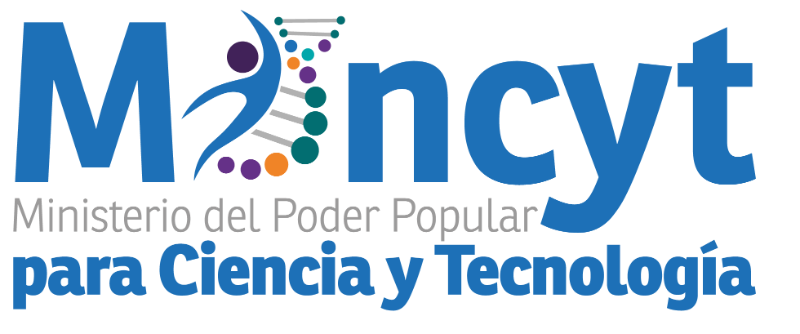 Mincyt
Ministerio del Poder Popular
para Ciencia y Tecnología